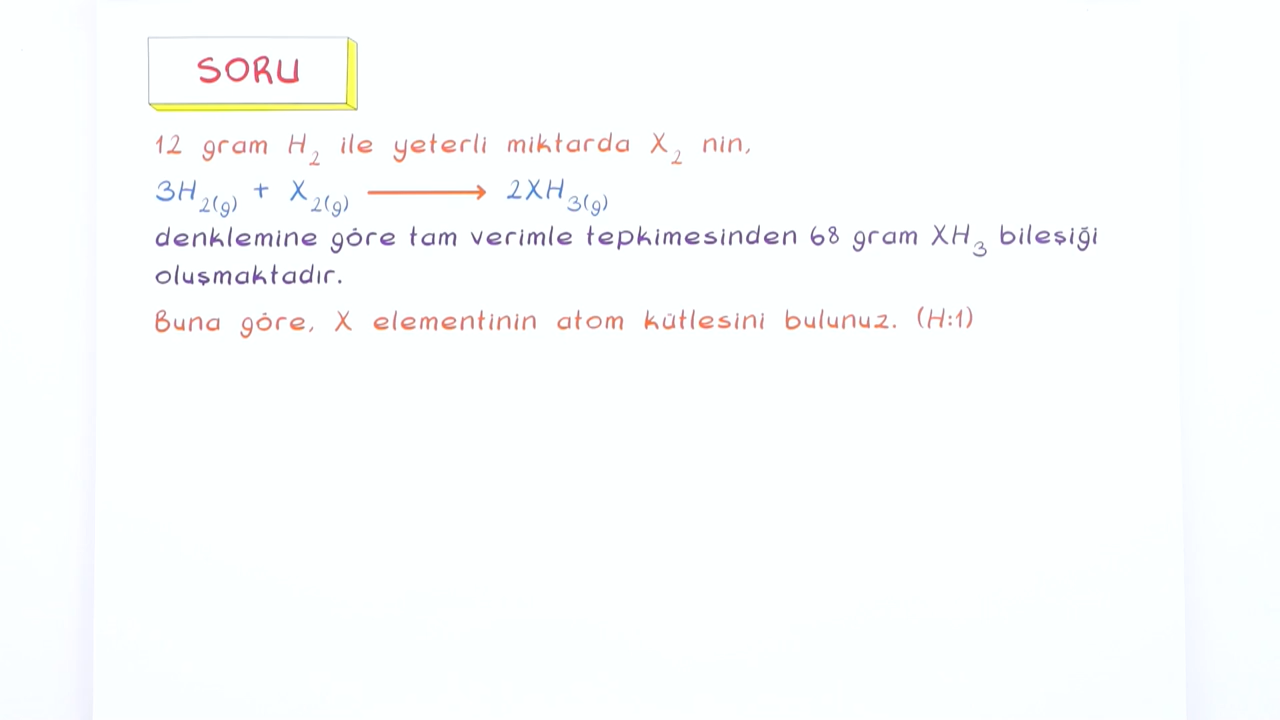 SORU
12 gram H₂ ile yeterli miktarda X₂ nin,
3H₂(g) + X₂(g) → 2XH₃(g)
denklemine göre tam verimle tepkimesinden 68 gram XH₃ bileşiği
oluşmaktadır.
Buna göre, X elementinin atom kütlesini bulunuz. (H:1)